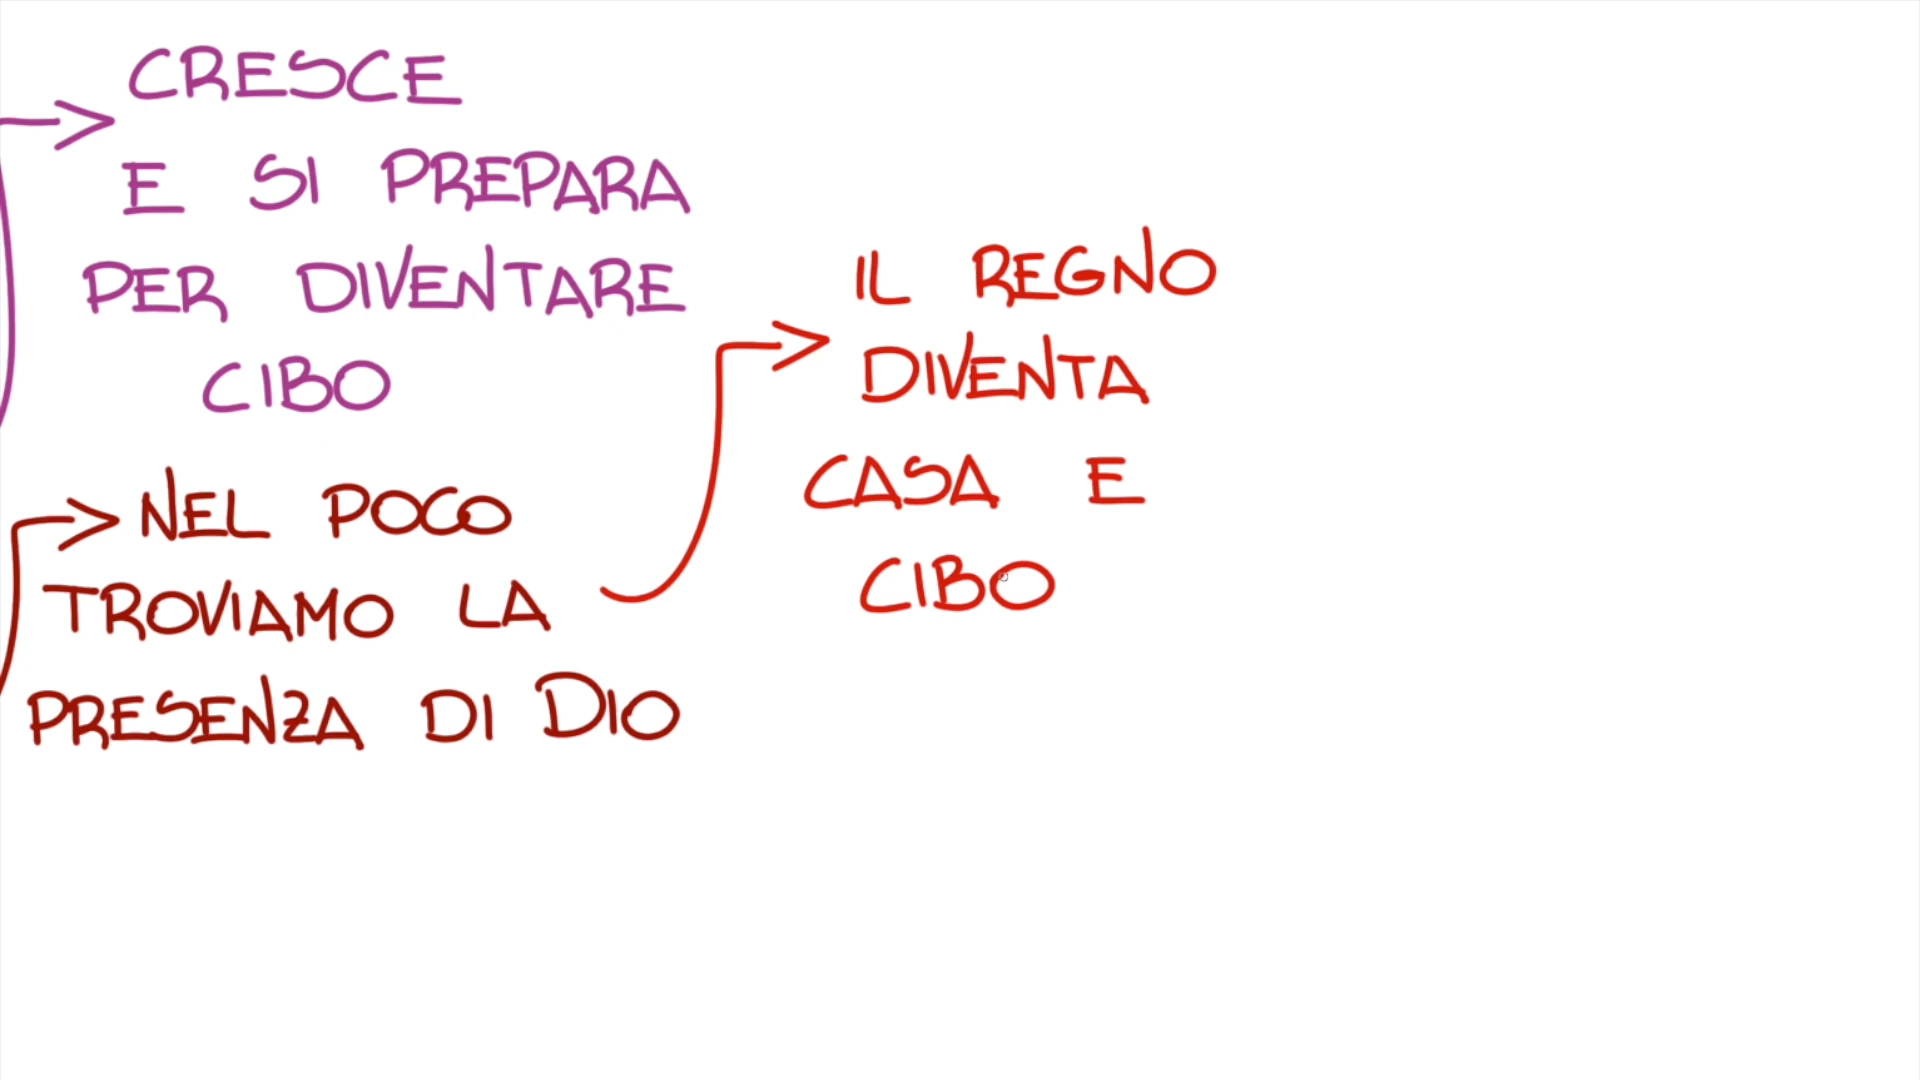 CRESCE
E SI PREPARA
PER DIVENTARE
CIBO
NEL POCO
TROVIAMO LA
PRESENZA DI DIO
IL REGNO
DIVENTA
CASA E
CIBO